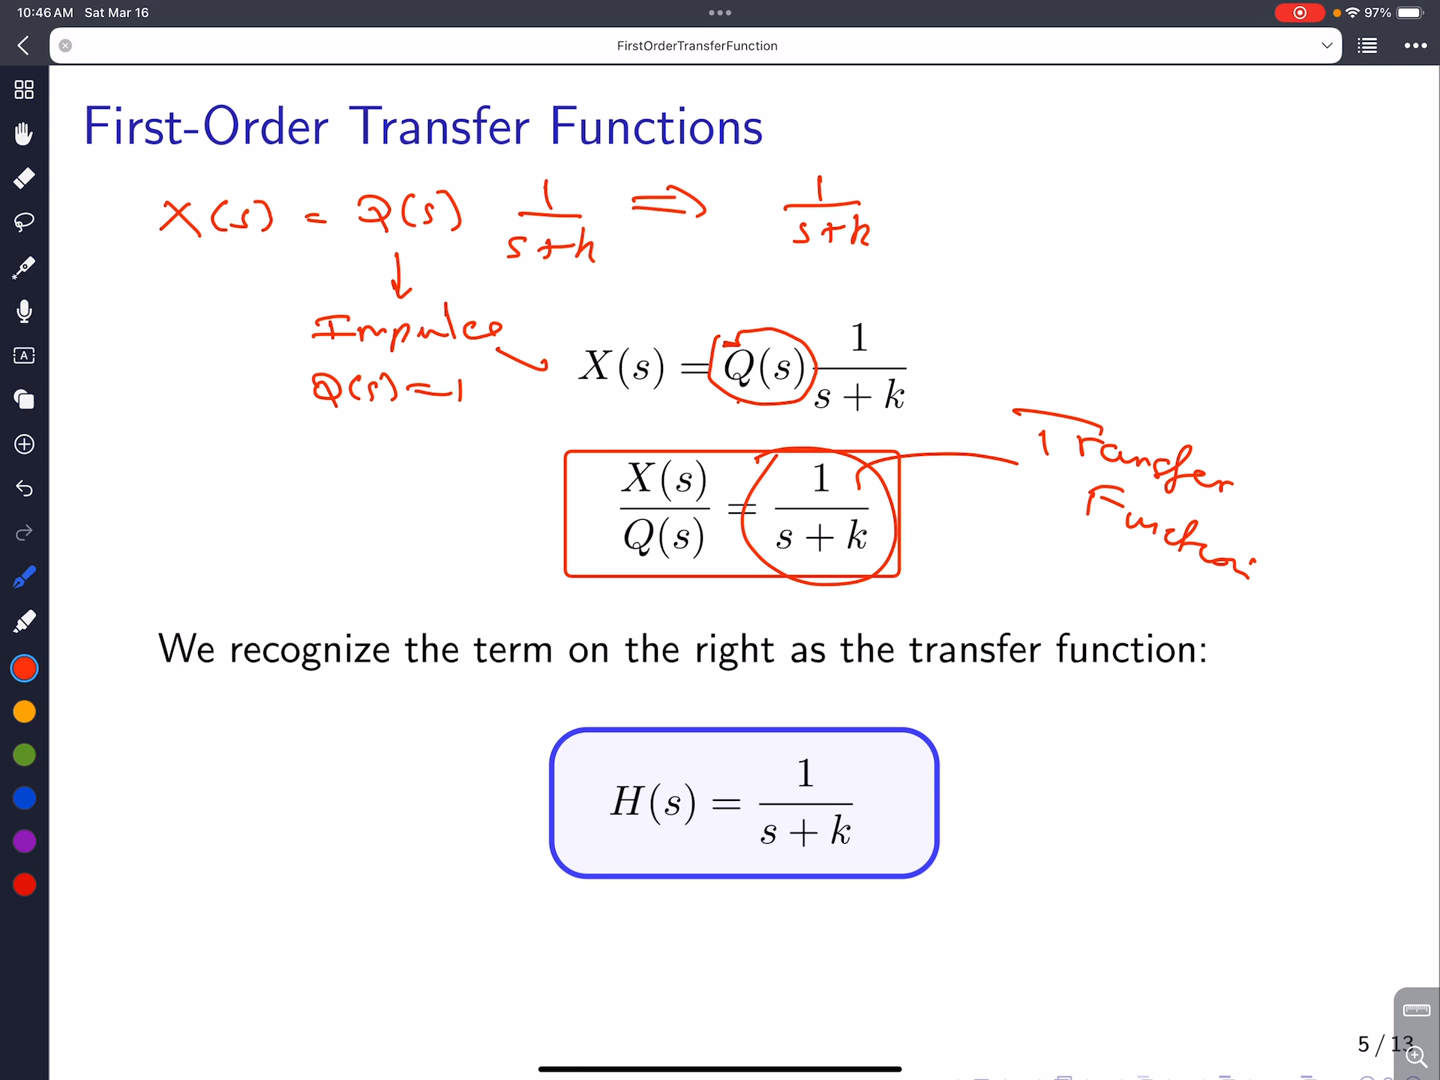 10:46 AM Sat Mar 16
97%
FirstOrderTransferFunction
First-Order Transfer Functions
X(s) = Q(s) 1/(s+k) ⇒ 1/(s+k)
↓
Impulse
Q(s)=1
X(s) = Q(s) 1/(s + k)
X(s)/Q(s) = 1/(s + k)
Transfer
Function
We recognize the term on the right as the transfer function:
H(s) = 1/(s + k)
5 / 13